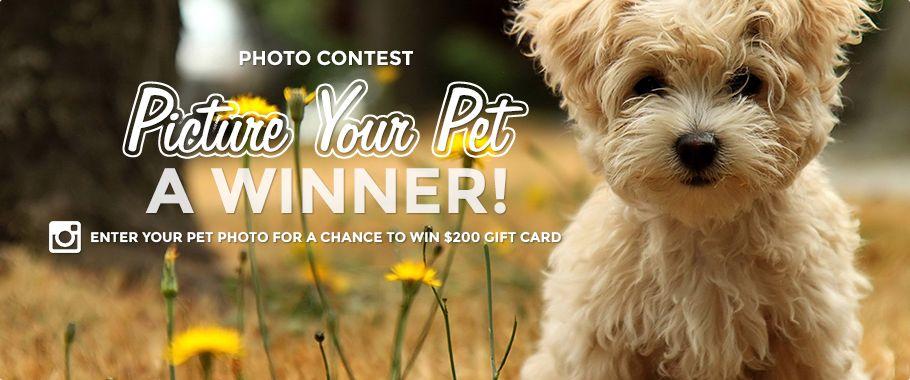 PHOTO CONTEST
Picture Your Pet
A WINNER!
ENTER YOUR PET PHOTO FOR A CHANCE TO WIN $200 GIFT CARD